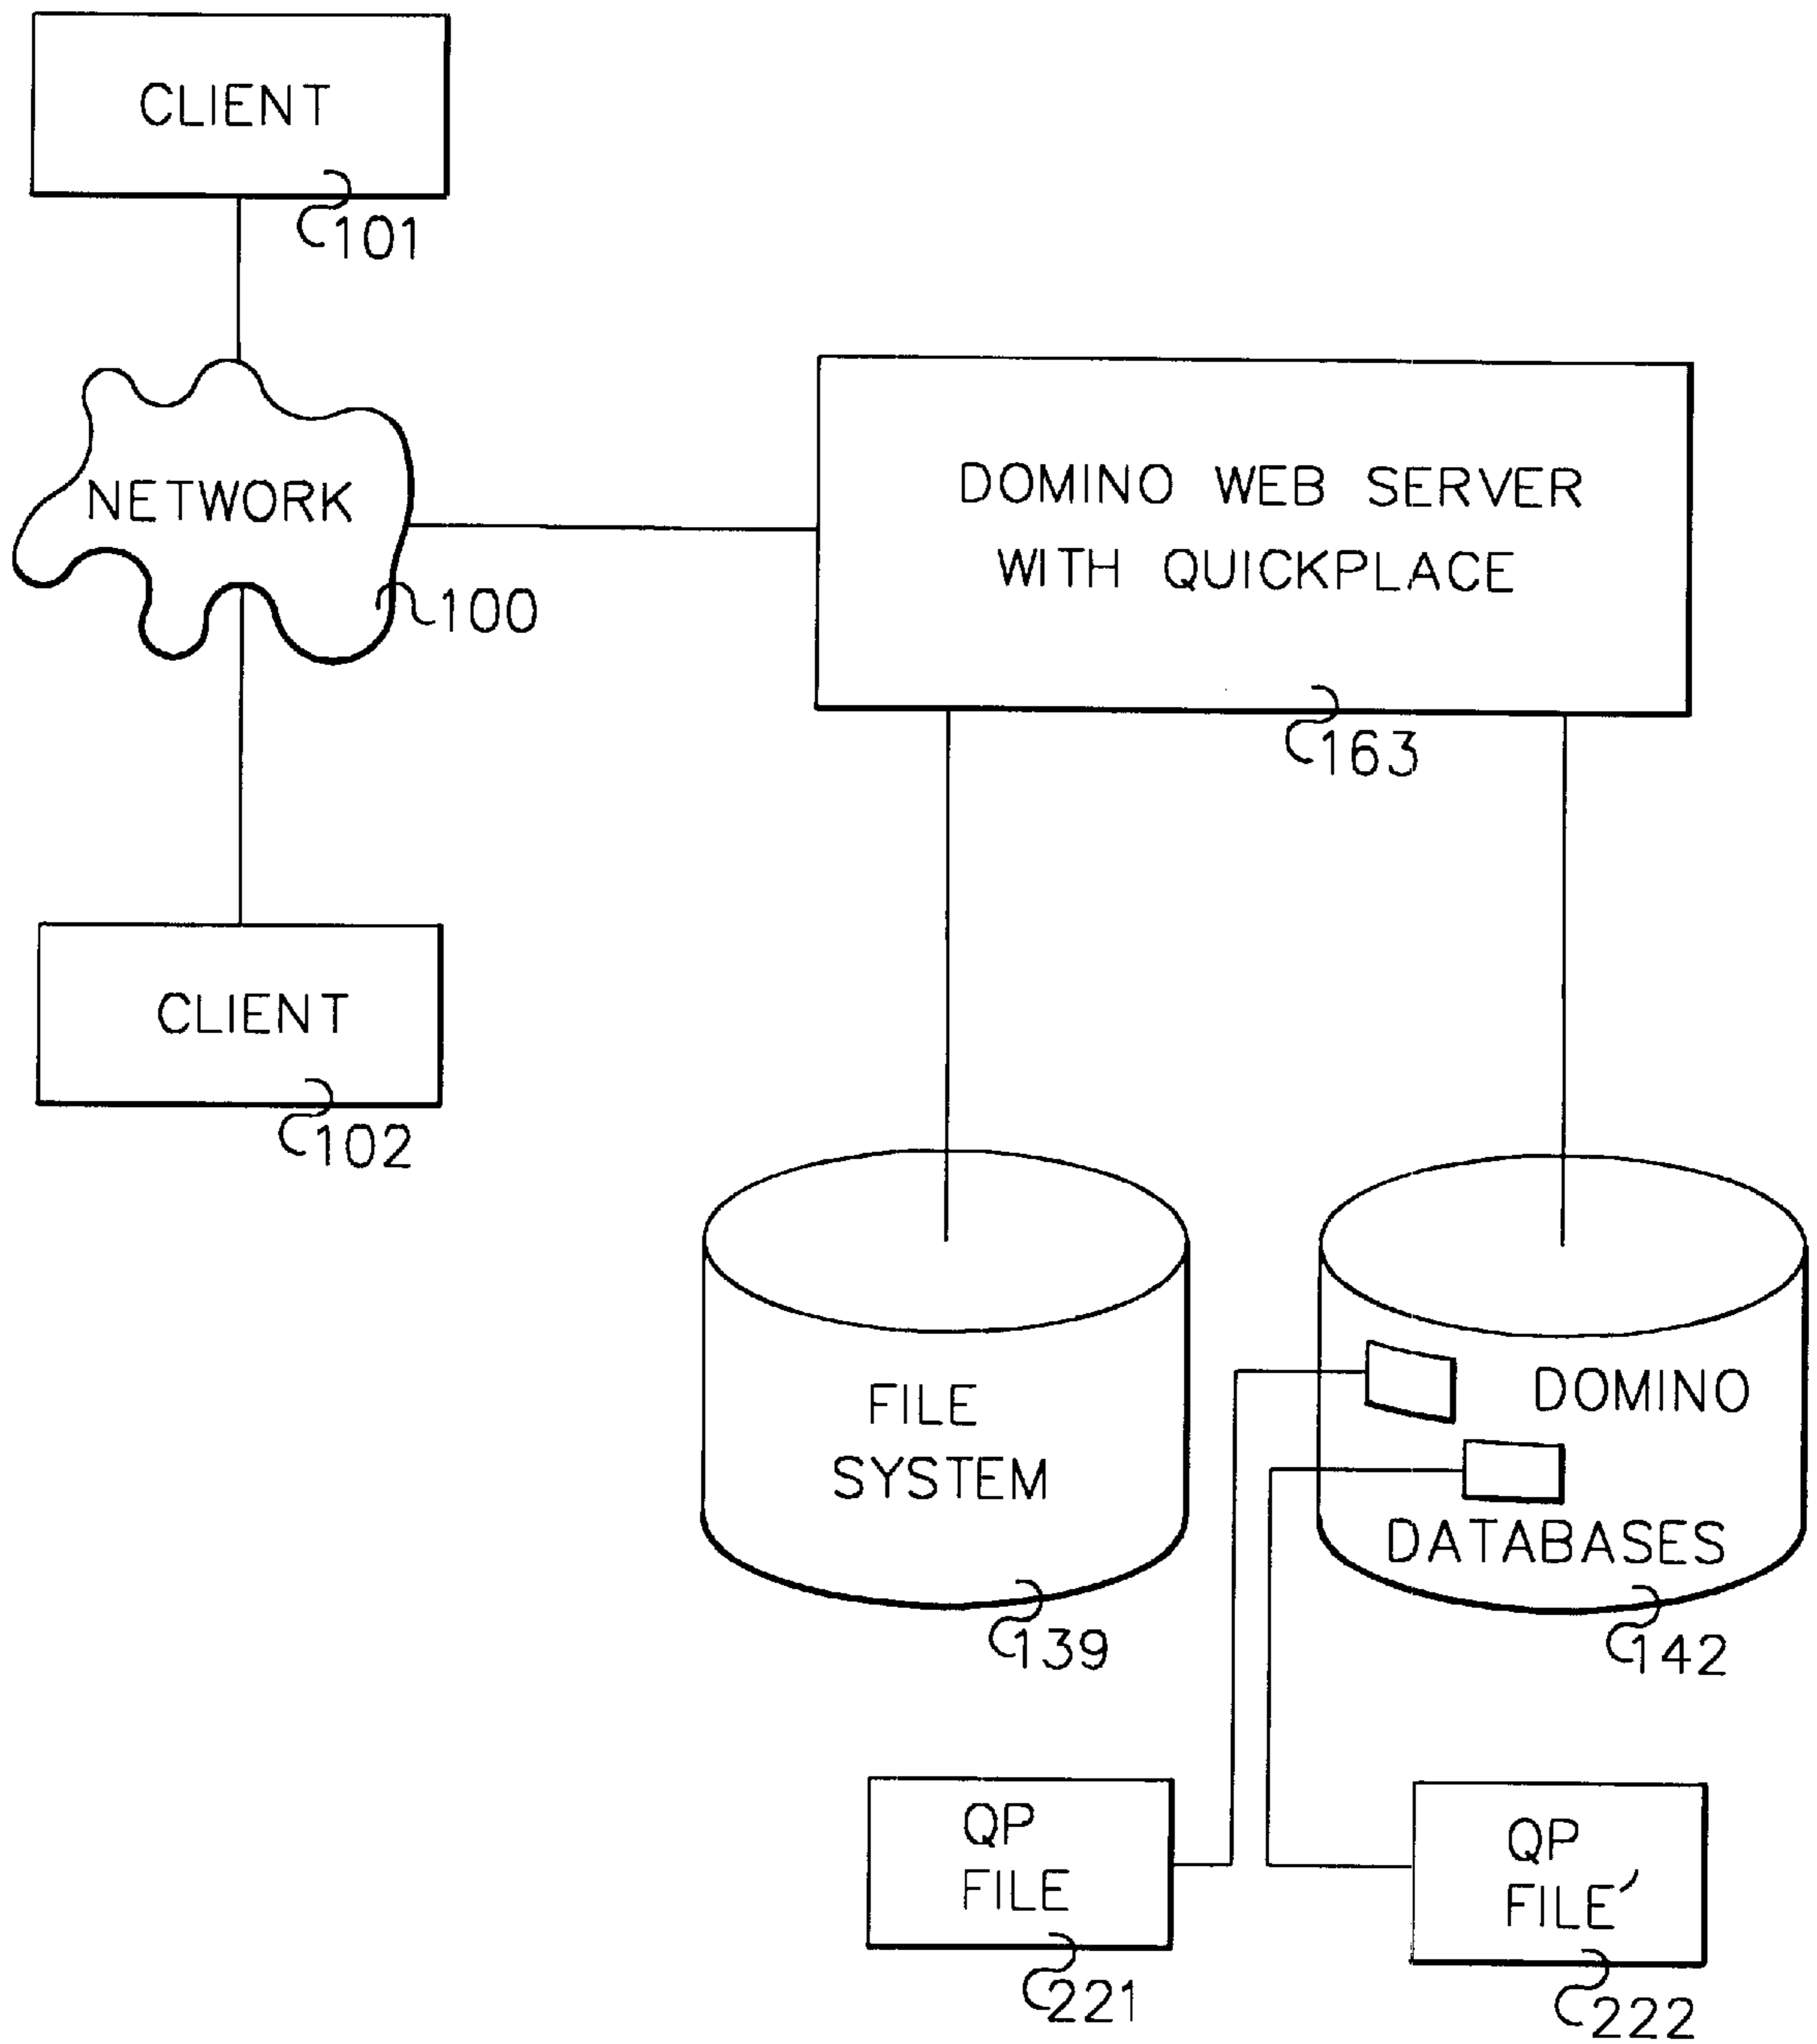 CLIENT
101
NETWORK
100
DOMINO WEB SERVER
WITH QUICKPLACE
163
CLIENT
102
FILE
SYSTEM
139
DOMINO
DATABASES
142
QP
FILE
221
QP
FILE′
222